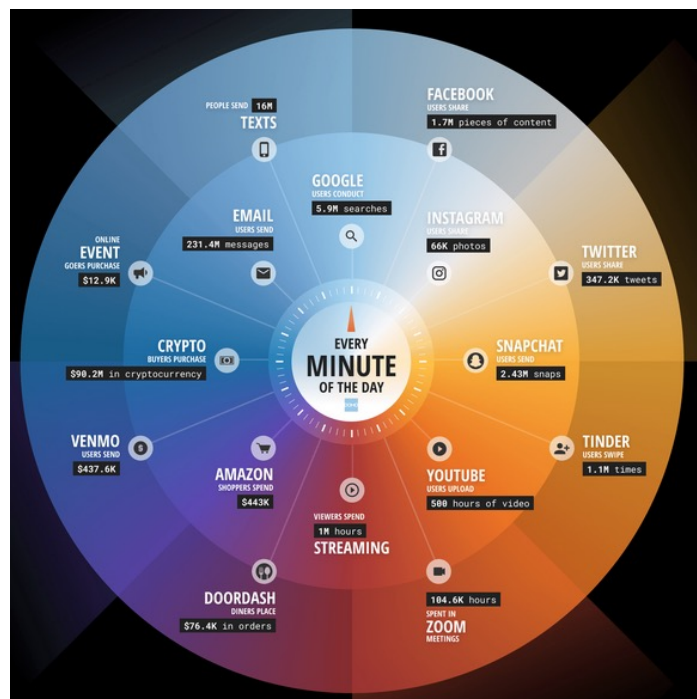 FACEBOOK
USERS SHARE
1.7M pieces of content
PEOPLE SEND 16M
TEXTS
GOOGLE
USERS CONDUCT
5.9M searches
EMAIL
USERS SEND
231.4M messages
INSTAGRAM
USERS SHARE
66K photos
ONLINE
EVENT
GOERS PURCHASE
$12.9K
TWITTER
USERS SHARE
347.2K tweets
CRYPTO
BUYERS PURCHASE
$90.2M in cryptocurrency
EVERY
MINUTE
OF THE DAY
SNAPCHAT
USERS SEND
2.43M snaps
VENMO
USERS SEND
$437.6K
AMAZON
SHOPPERS SPEND
$443K
YOUTUBE
USERS UPLOAD
500 hours of video
TINDER
USERS SWIPE
1.1M times
VIEWERS SPEND
1M hours
STREAMING
DOORDASH
DINERS PLACE
$76.4K in orders
104.6K hours
SPENT IN
ZOOM
MEETINGS